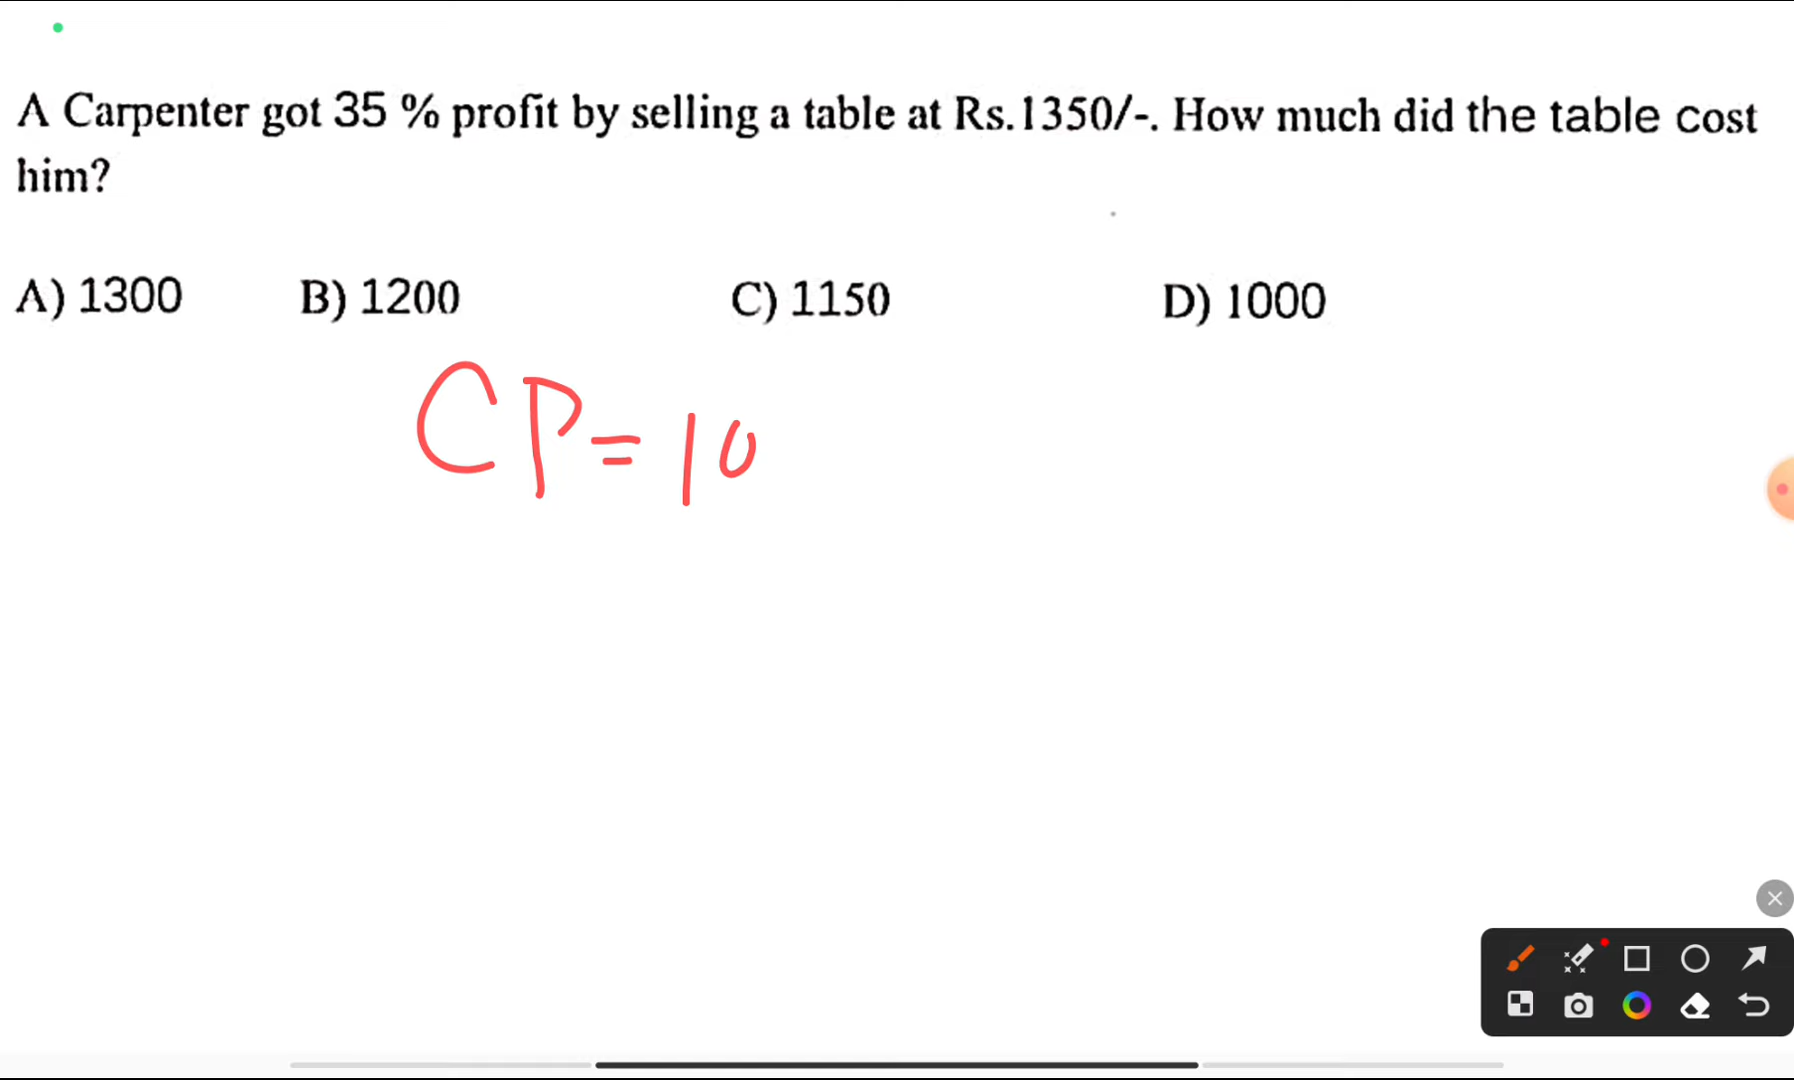 A Carpenter got 35 % profit by selling a table at Rs.1350/-. How much did the table cost
him?
A) 1300 B) 1200 C) 1150 D) 1000
CP=10